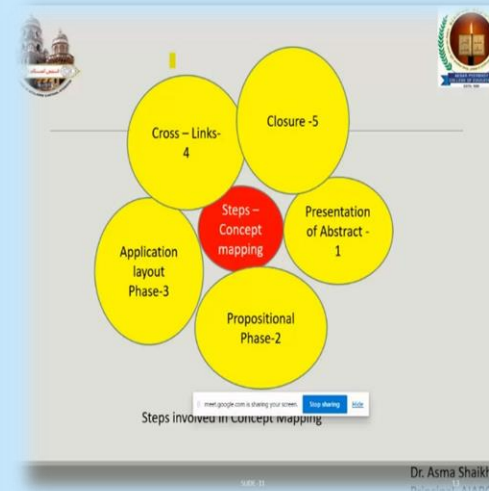 Cross – Links-
4
Closure -5
Steps –
Concept
mapping
Presentation
of Abstract -
1
Application
layout
Phase-3
Propositional
Phase-2
meet.google.com is sharing your screen.
Stop sharing
Hide
Steps involved in Concept Mapping
Dr. Asma Shaikh